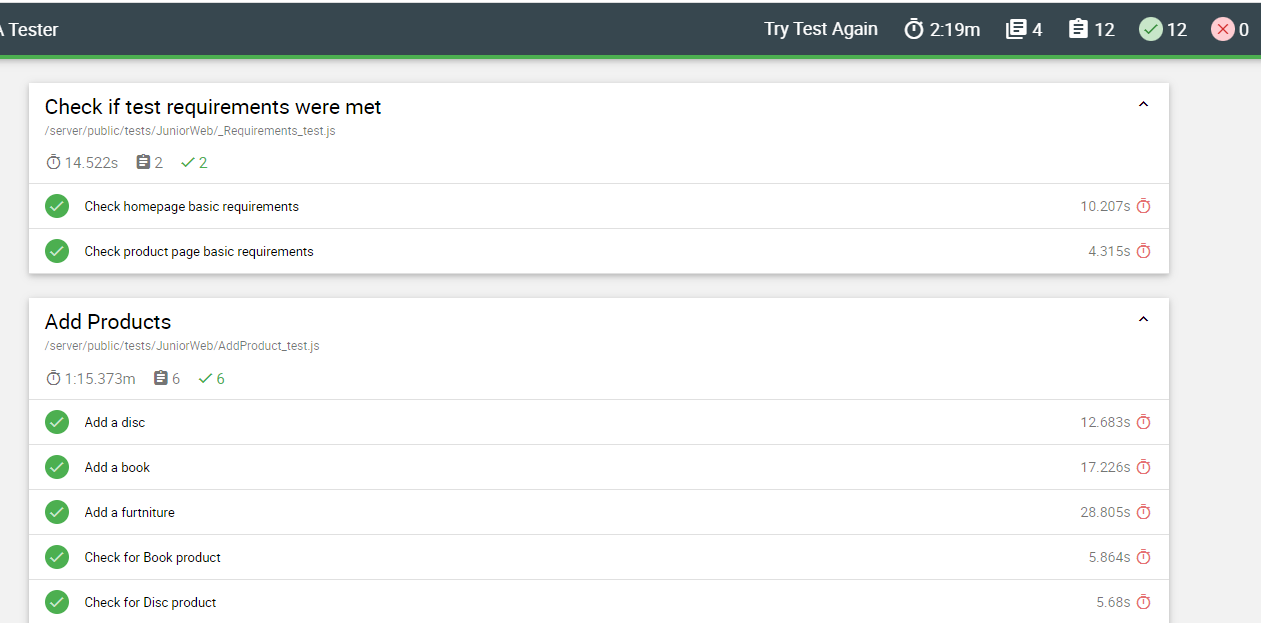 A Tester
Try Test Again 2:19m 4 12 12 0
Check if test requirements were met
/server/public/tests/JuniorWeb/_Requirements_test.js
14.522s 2 2
Check homepage basic requirements 10.207s
Check product page basic requirements 4.315s
Add Products
/server/public/tests/JuniorWeb/AddProduct_test.js
1:15.373m 6 6
Add a disc 12.683s
Add a book 17.226s
Add a furtniture 28.805s
Check for Book product 5.864s
Check for Disc product 5.68s